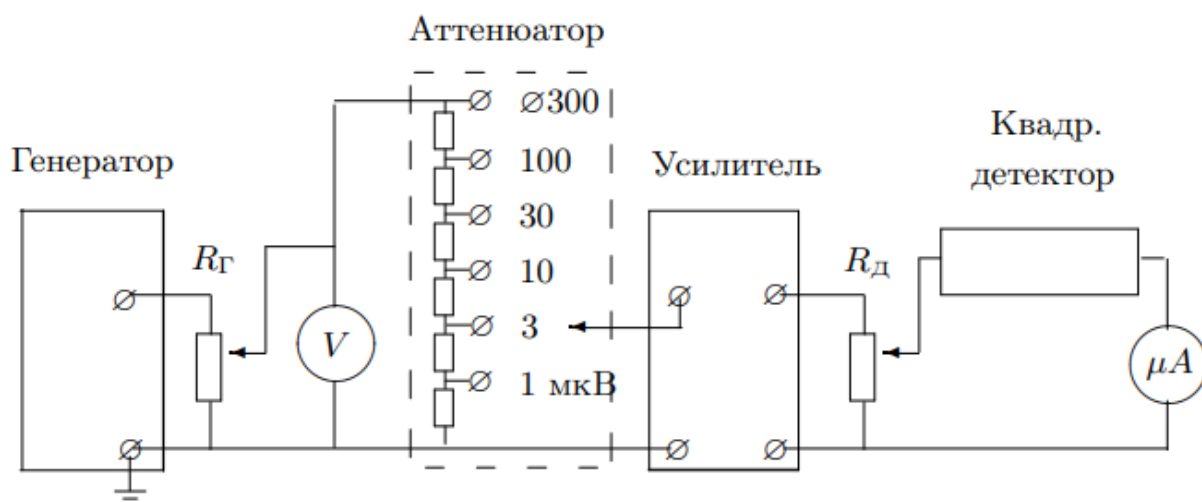 Аттенюатор
Генератор
R_Г
V
∅300
100
30
10
3
1 мкВ
Усилитель
R_Д
Квадр.
детектор
μA